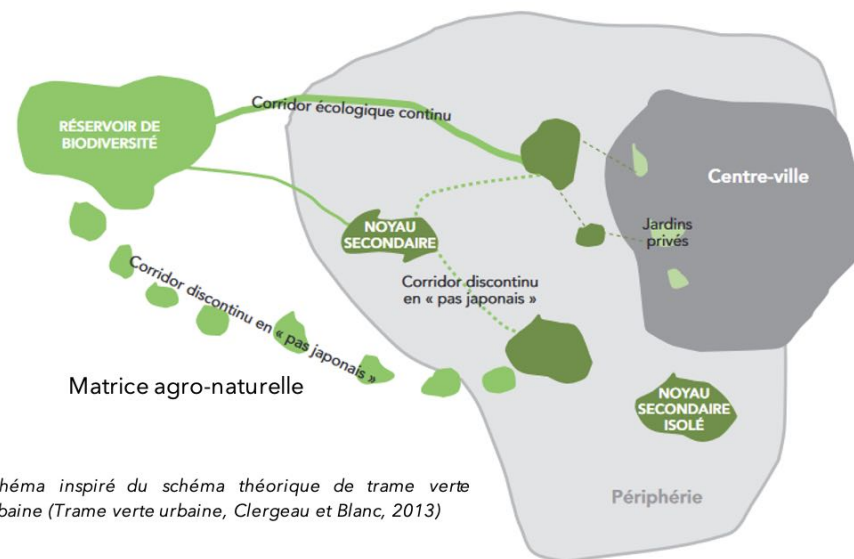 Corridor écologique continu
RÉSERVOIR DE
BIODIVERSITÉ
Centre-ville
Jardins
privés
NOYAU
SECONDAIRE
Corridor discontinu
en « pas japonais »
Corridor discontinu en « pas japonais »
Matrice agro-naturelle
NOYAU
SECONDAIRE
ISOLÉ
héma inspiré du schéma théorique de trame verte
baine (Trame verte urbaine, Clergeau et Blanc, 2013)
Périphérie